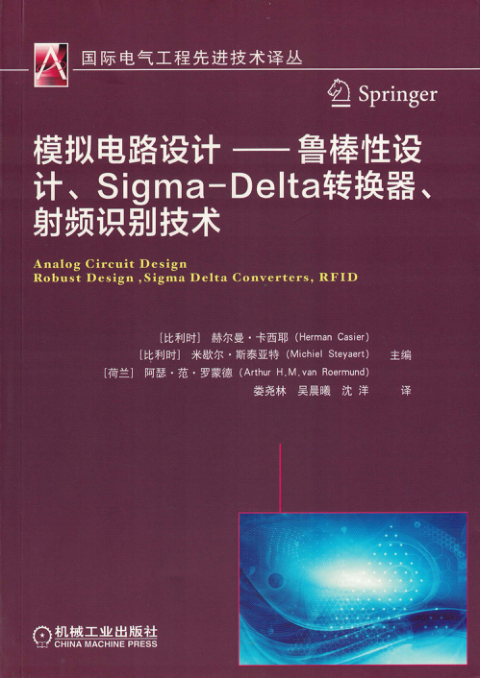 国际电气工程先进技术译丛
Springer
模拟电路设计 —— 鲁棒性设
计、Sigma-Delta转换器、
射频识别技术
Analog Circuit Design
Robust Design ,Sigma Delta Converters, RFID
[比利时] 赫尔曼·卡西耶 (Herman Casier)
[比利时] 米歇尔·斯泰亚特 (Michiel Steyaert) 主编
[荷兰] 阿瑟·范·罗蒙德 (Arthur H.M.van Roermund)
娄尧林 吴晨曦 沈 洋 译
机械工业出版社
CHINA MACHINE PRESS